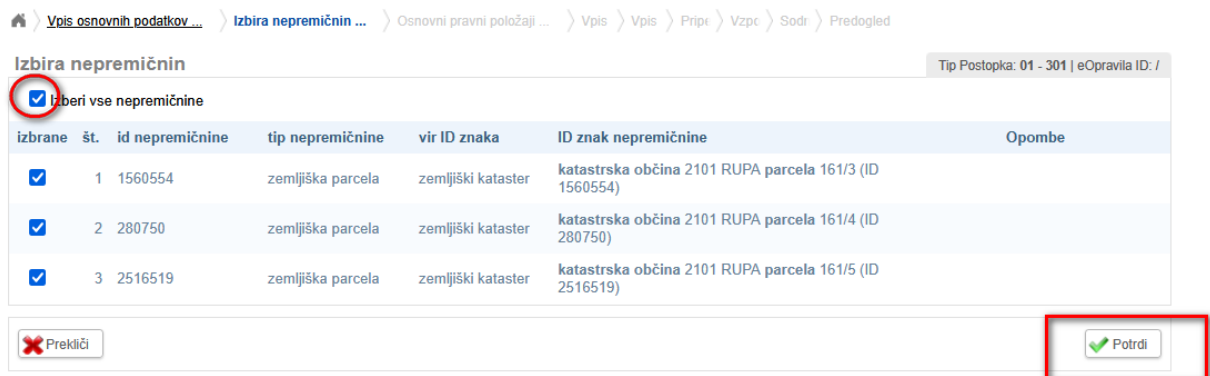 Vpis osnovnih podatkov ... Izbira nepremičnin ... Osnovni pravni položaji ... Vpis Vpis Pripe Vzpo Sodr Predogled
Izbira nepremičnin Tip Postopka: 01 - 301 | eOpravila ID: /
Izberi vse nepremičnine
izbrane št. id nepremičnine tip nepremičnine vir ID znaka ID znak nepremičnine Opombe
1 1560554 zemljiška parcela zemljiški kataster katastrska občina 2101 RUPA parcela 161/3 (ID
1560554)
2 280750 zemljiška parcela zemljiški kataster katastrska občina 2101 RUPA parcela 161/4 (ID
280750)
3 2516519 zemljiška parcela zemljiški kataster katastrska občina 2101 RUPA parcela 161/5 (ID
2516519)
Prekliči Potrdi